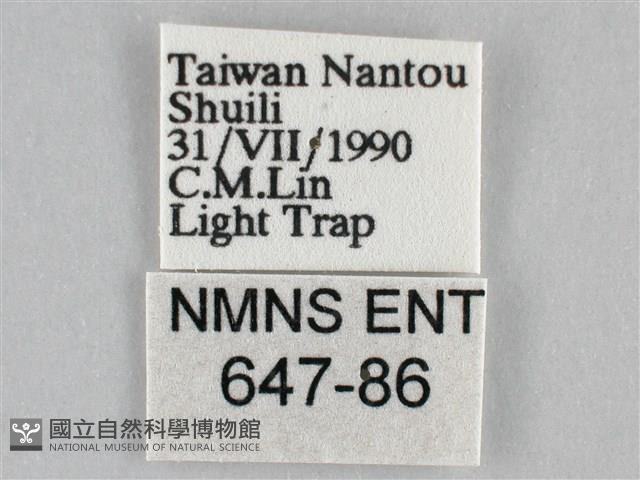 Taiwan Nantou
Shuili
31/VII/1990
C.M.Lin
Light Trap
NMNS ENT
647-86
國立自然科學博物館
NATIONAL MUSEUM OF NATURAL SCIENCE